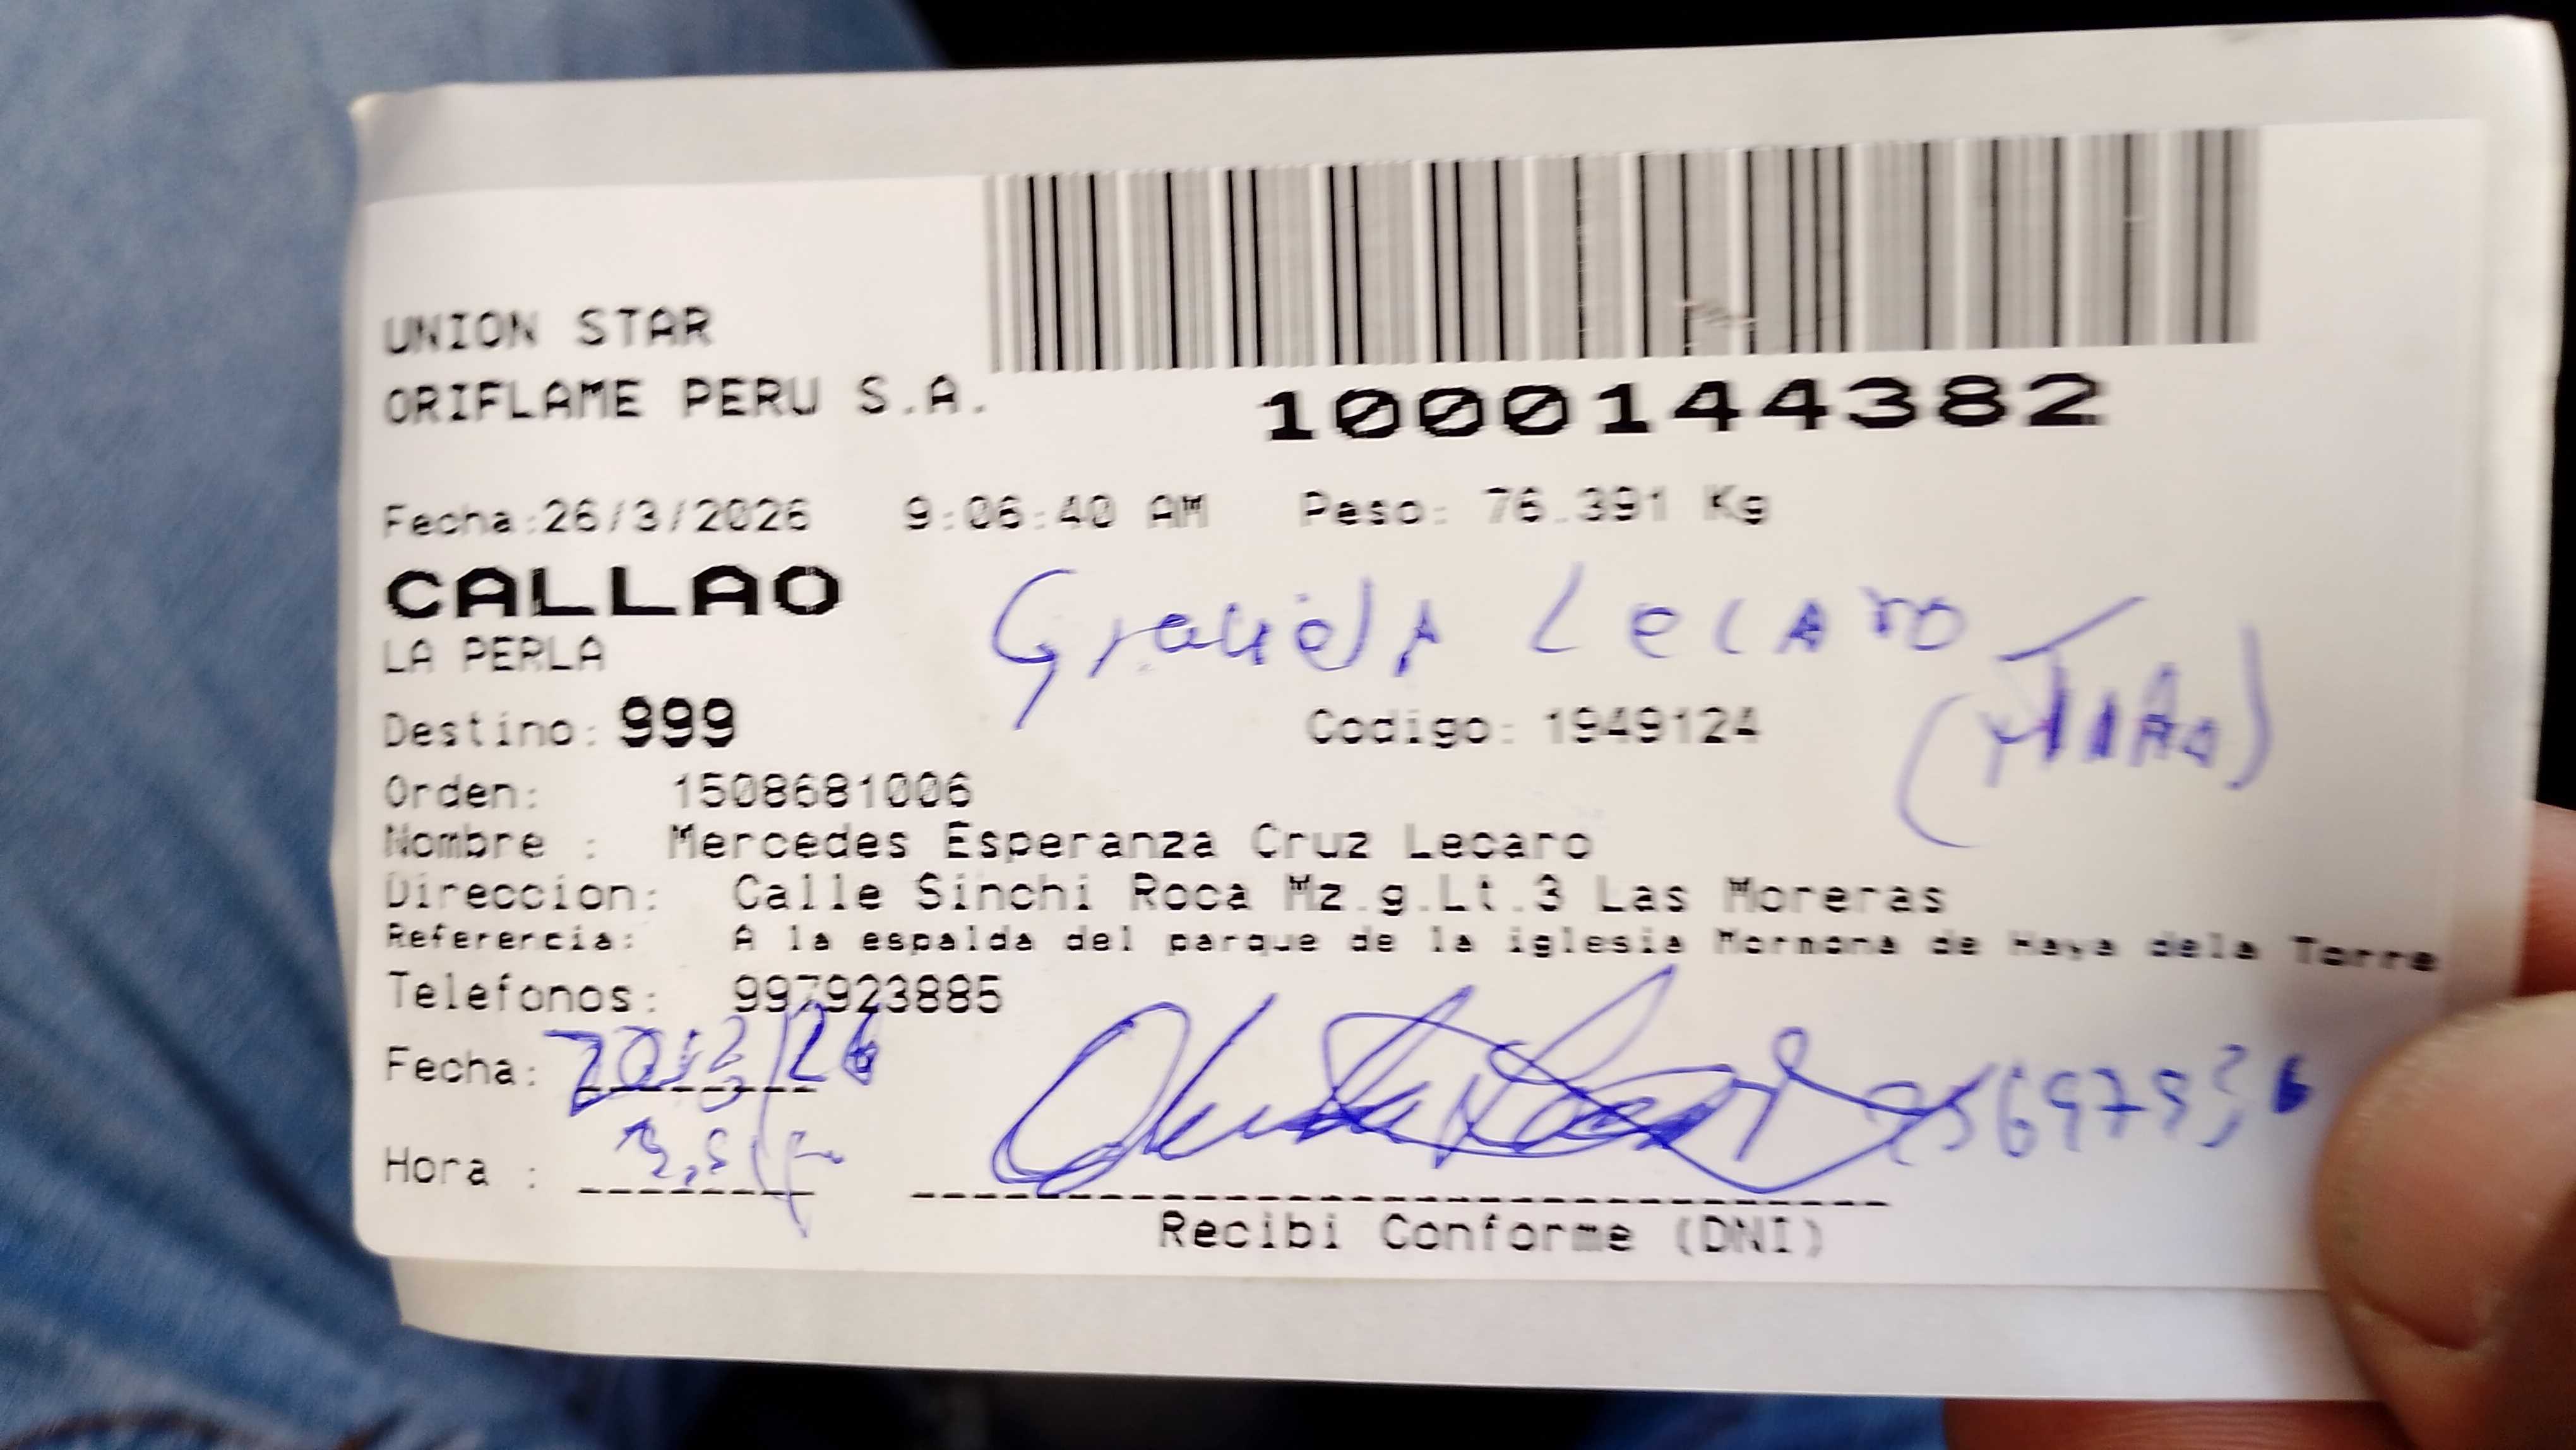 UNION STAR
ORIFLAME PERU S.A.
1000144382
Fecha:26/3/2026 9:06:40 AM Peso: 76.391 Kg
CALLAO
LA PERLA
Graciela Lecaro
Destino: 999
Codigo: 1949124
Orden: 1508681006
Nombre : Mercedes Esperanza Cruz Lecaro
Direccion: Calle Sinchi Roca Mz.g.Lt.3 Las Moreras
Referencia: A la espalda del parque de la iglesia Mormona de Haya dela Torre
Telefonos: 997923885
Fecha:
Hora :
Recibi Conforme (DNI)